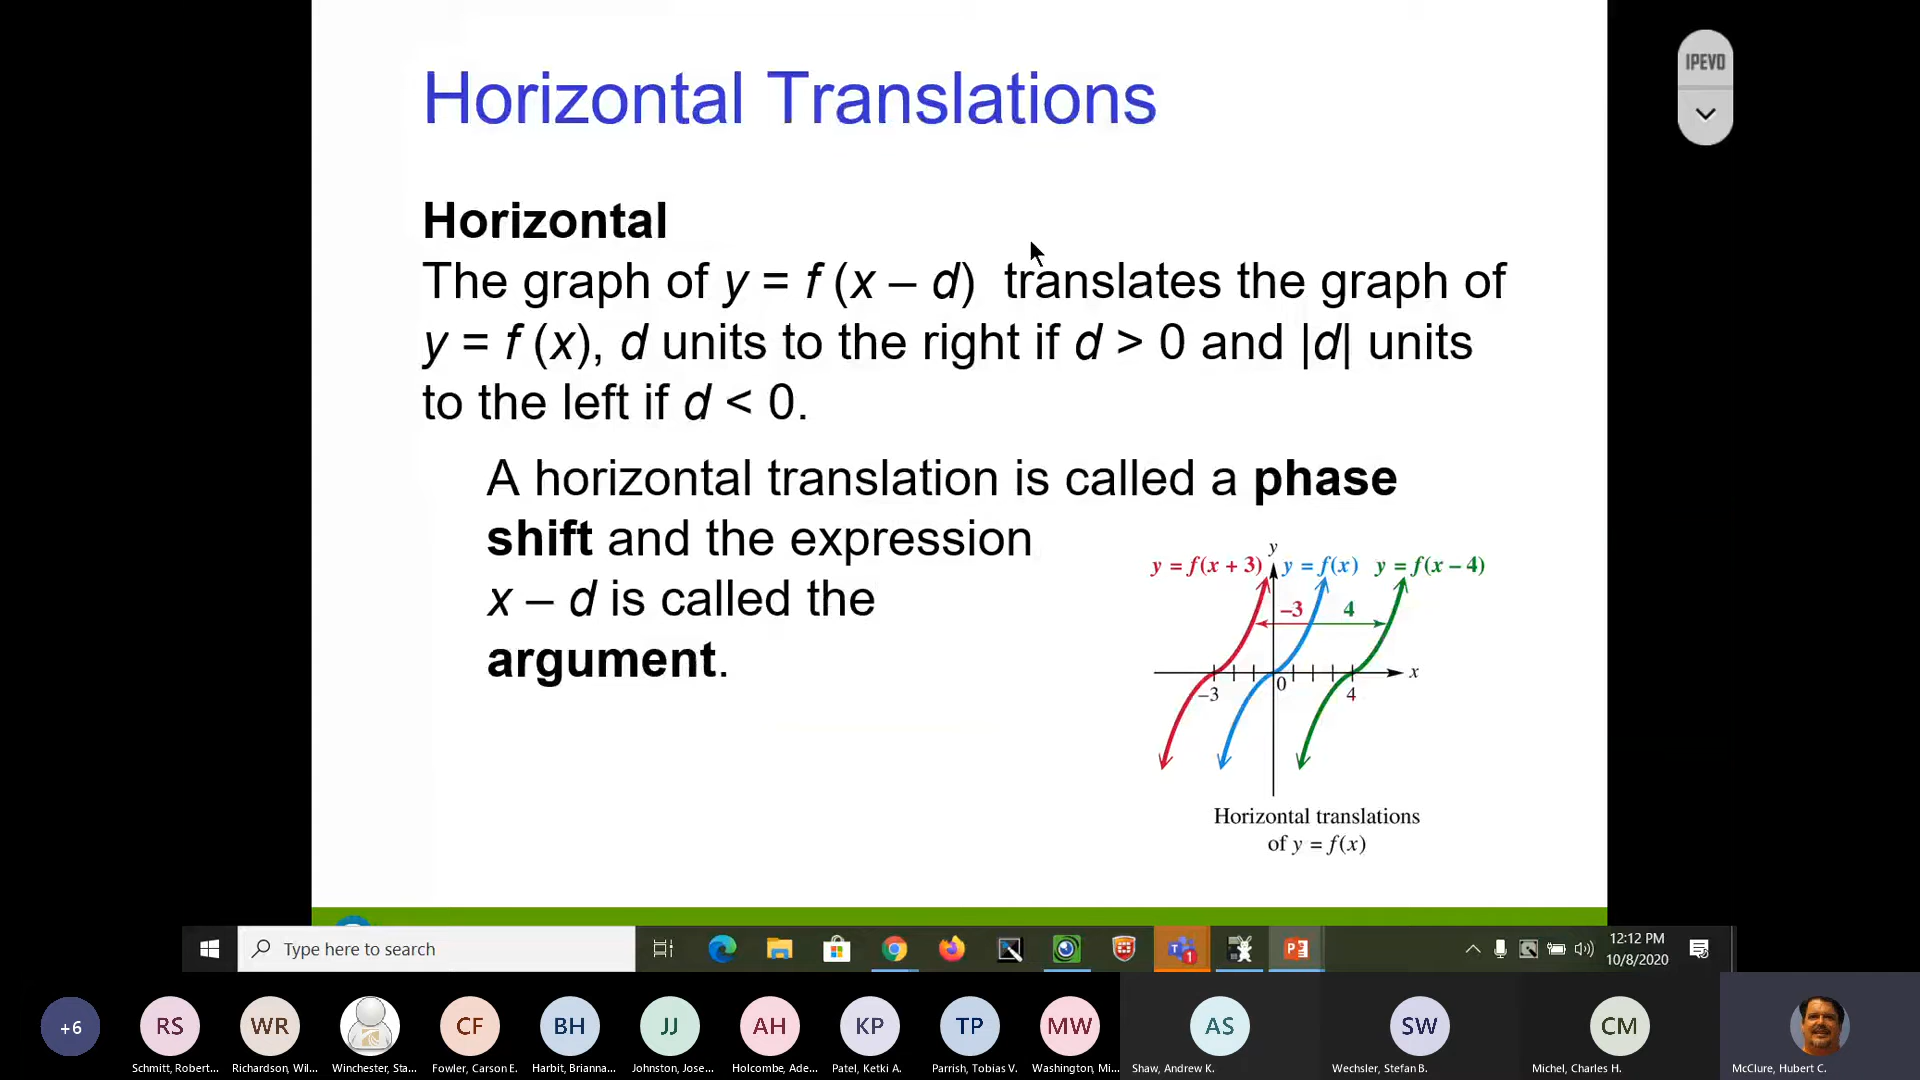 Horizontal Translations
IPEVO
Horizontal
The graph of y = f (x – d) translates the graph of
y = f (x), d units to the right if d > 0 and |d| units
to the left if d < 0.
A horizontal translation is called a phase
shift and the expression
x – d is called the
argument.
y
y = f(x + 3) y = f(x) y = f(x – 4)
–3 4
x
–3 0 4
Horizontal translations
of y = f(x)
Type here to search
1
12:12 PM
10/8/2020
+6 RS WR CF BH JJ AH KP TP MW AS SW CM
Schmitt, Robert... Richardson, Wil... Winchester, Sta... Fowler, Carson E. Harbit, Brianna... Johnston, Jose... Holcombe, Ade... Patel, Ketki A. Parrish, Tobias V. Washington, Mi... Shaw, Andrew K. Wechsler, Stefan B. Michel, Charles H. McClure, Hubert C.